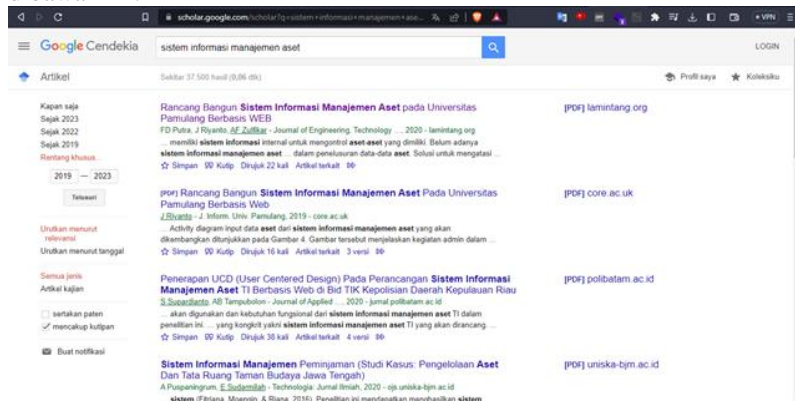 scholar.google.com/scholar?q=sistem+informasi+manajemen+ase...
VPN
Google Cendekia
sistem informasi manajemen aset
LOGIN
Artikel
Sekitar 37.500 hasil (0,06 dtk)
Profil saya
Koleksiku
Kapan saja
Sejak 2023
Sejak 2022
Sejak 2019
Rentang khusus...
2019 — 2023
Telusuri
Urutkan menurut
relevansi
Urutkan menurut tanggal
Semua jenis
Artikel kajian
sertakan paten
mencakup kutipan
Buat notifikasi
Rancang Bangun Sistem Informasi Manajemen Aset pada Universitas
Pamulang Berbasis WEB
FD Putra, J Riyanto, AF Zulfikar - Journal of Engineering, Technology ..., 2020 - lamintang.org
... memiliki sistem informasi internal untuk mengontrol aset-aset yang dimiliki. Belum adanya
sistem informasi manajemen aset ... dalam penelusuran data-data aset. Solusi untuk mengatasi ...
Simpan Kutip Dirujuk 22 kali Artikel terkait
[PDF] lamintang.org
[PDF] Rancang Bangun Sistem Informasi Manajemen Aset Pada Universitas
Pamulang Berbasis Web
J Riyanto - J. Inform. Univ. Pamulang, 2019 - core.ac.uk
... Activity diagram input data aset dari sistem informasi manajemen aset yang akan
dikembangkan ditunjukkan pada Gambar 4. Gambar tersebut menjelaskan kegiatan admin dalam ...
Simpan Kutip Dirujuk 16 kali Artikel terkait 3 versi
[PDF] core.ac.uk
Penerapan UCD (User Centered Design) Pada Perancangan Sistem Informasi
Manajemen Aset TI Berbasis Web di Bid TIK Kepolisian Daerah Kepulauan Riau
S Supardianto, AB Tampubolon - Journal of Applied ..., 2020 - jurnal.polibatam.ac.id
... akan digunakan dan kebutuhan fungsional dari sistem informasi manajemen aset TI dalam
penelitian ini. ... yang kongkrit yakni sistem informasi manajemen aset TI yang akan dirancang. ...
Simpan Kutip Dirujuk 38 kali Artikel terkait 4 versi
[PDF] polibatam.ac.id
Sistem Informasi Manajemen Peminjaman (Studi Kasus: Pengelolaan Aset
Dan Tata Ruang Taman Budaya Jawa Tengah)
A Puspaningrum, E Sudarmilah - Technologia: Jurnal Ilmiah, 2020 - ojs.uniska-bjm.ac.id
... sistem (Fitriana, Moengin, & Riana, 2016). Penelitian ini mendapatkan menghasilkan sistem
[PDF] uniska-bjm.ac.id